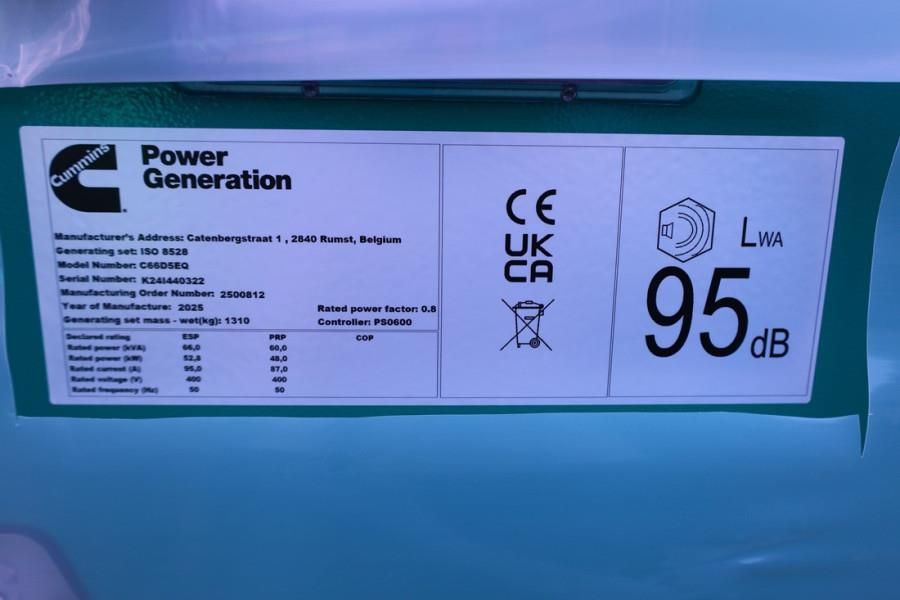 Cummins
Power
Generation
Manufacturer's Address: Catenbergstraat 1 , 2840 Rumst, Belgium
Generating set: ISO 8528
Model Number: C66D5EQ
Serial Number: K24I440322
Manufacturing Order Number: 2500812
Year of Manufacture: 2025 Rated power factor: 0.8
Generating set mass - wet(kg): 1310 Controller: PS0600
Declared rating ESP PRP COP
Rated power (kVA) 66,0 60,0
Rated power (kW) 52,8 48,0
Rated current (A) 95,0 87,0
Rated voltage (V) 400 400
Rated frequency (Hz) 50 50
CE
UK
CA
LWA
95dB